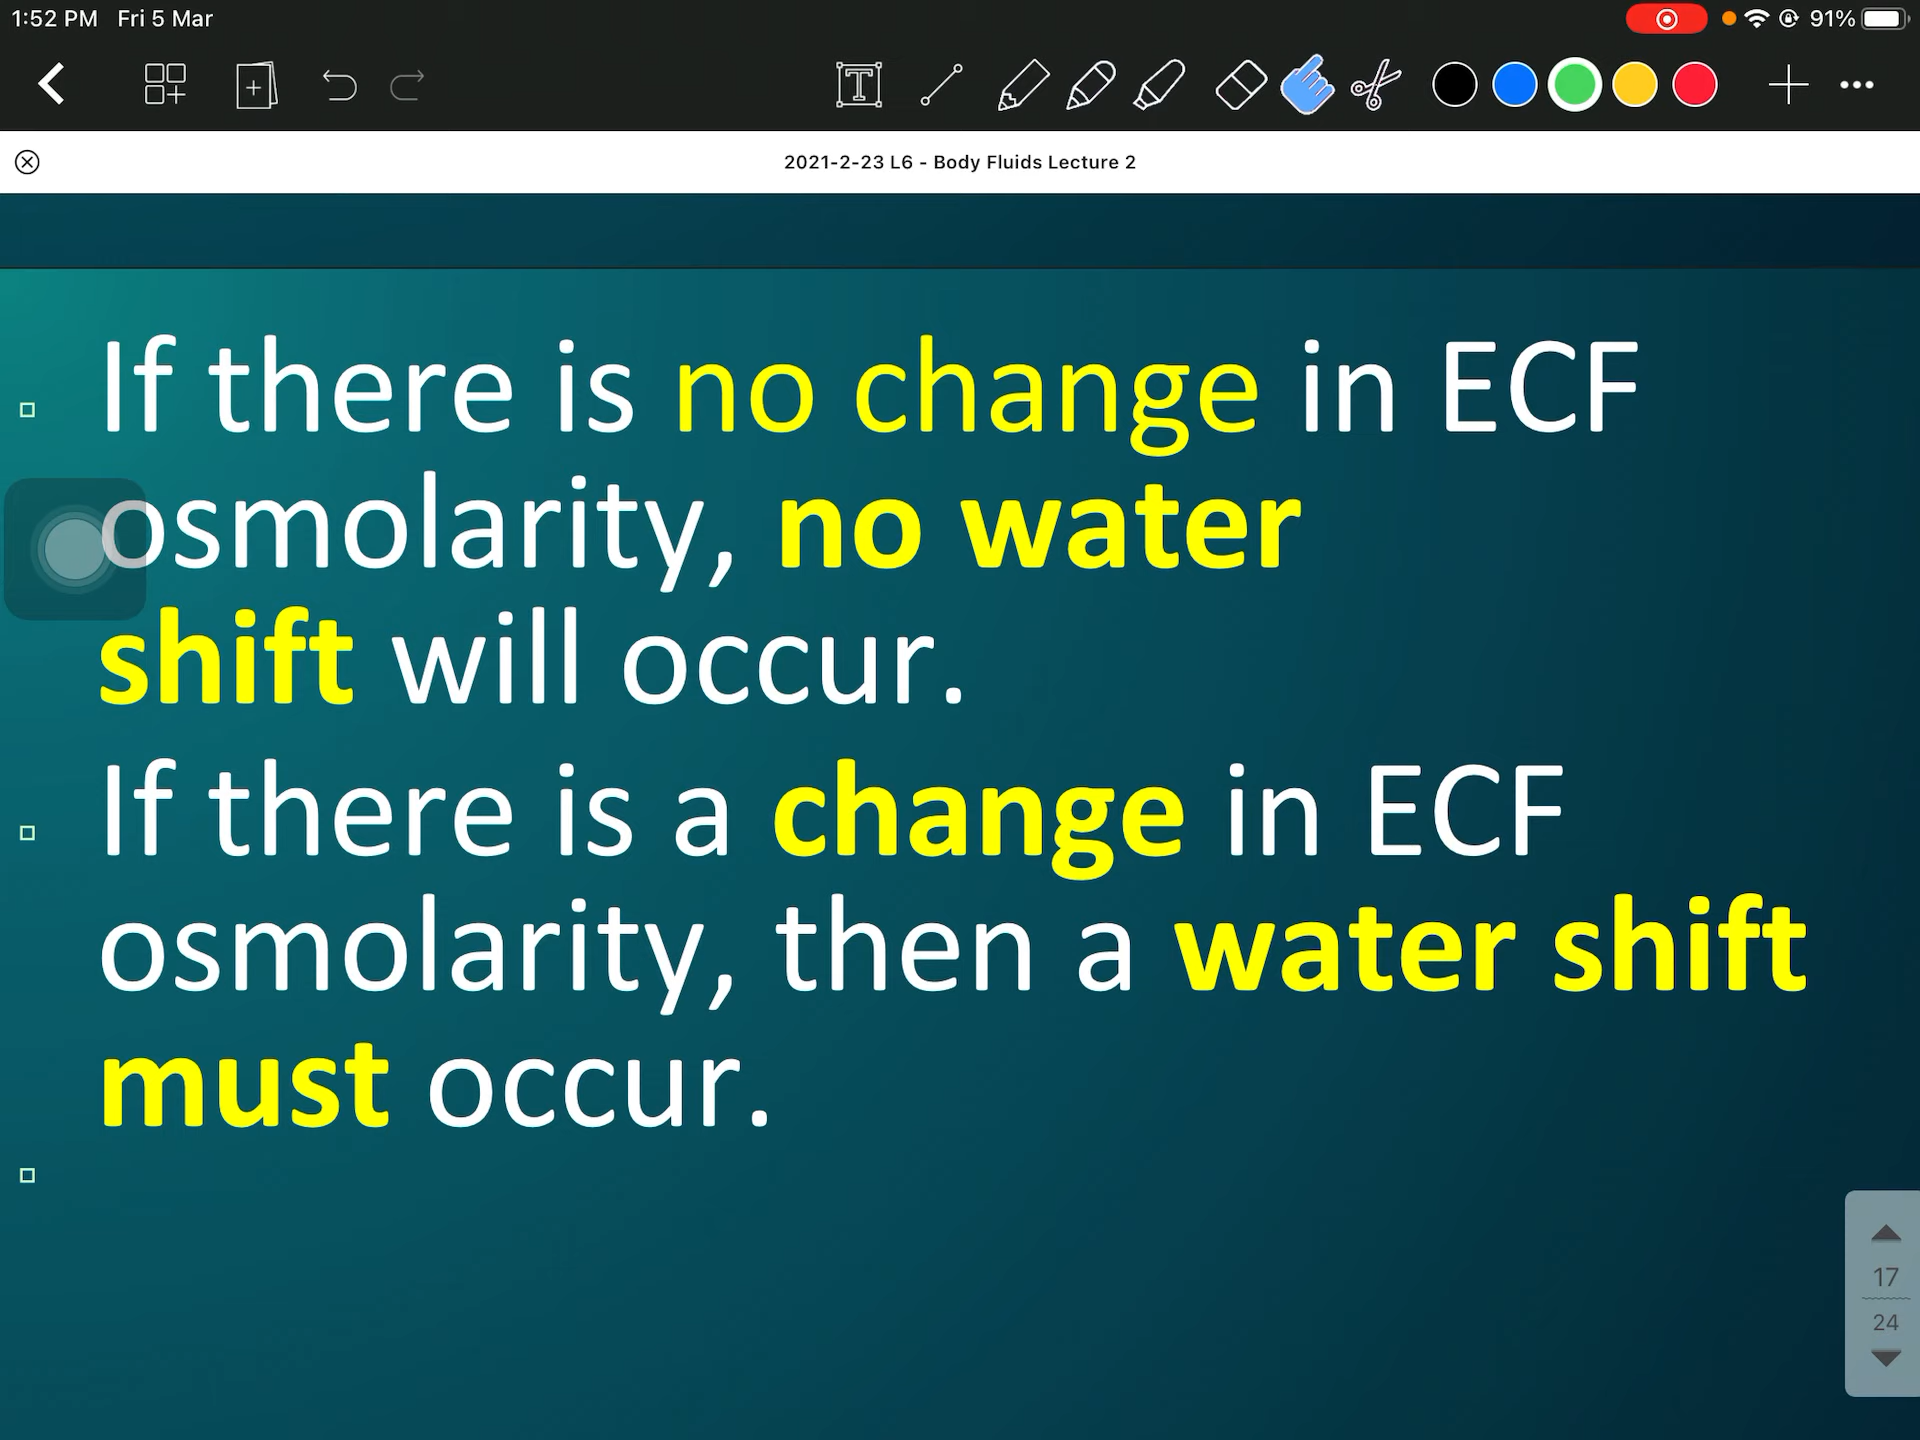 1:52 PM Fri 5 Mar
91%
T
2021-2-23 L6 - Body Fluids Lecture 2
If there is no change in ECF
osmolarity, no water
shift will occur.
If there is a change in ECF
osmolarity, then a water shift
must occur.
17
24